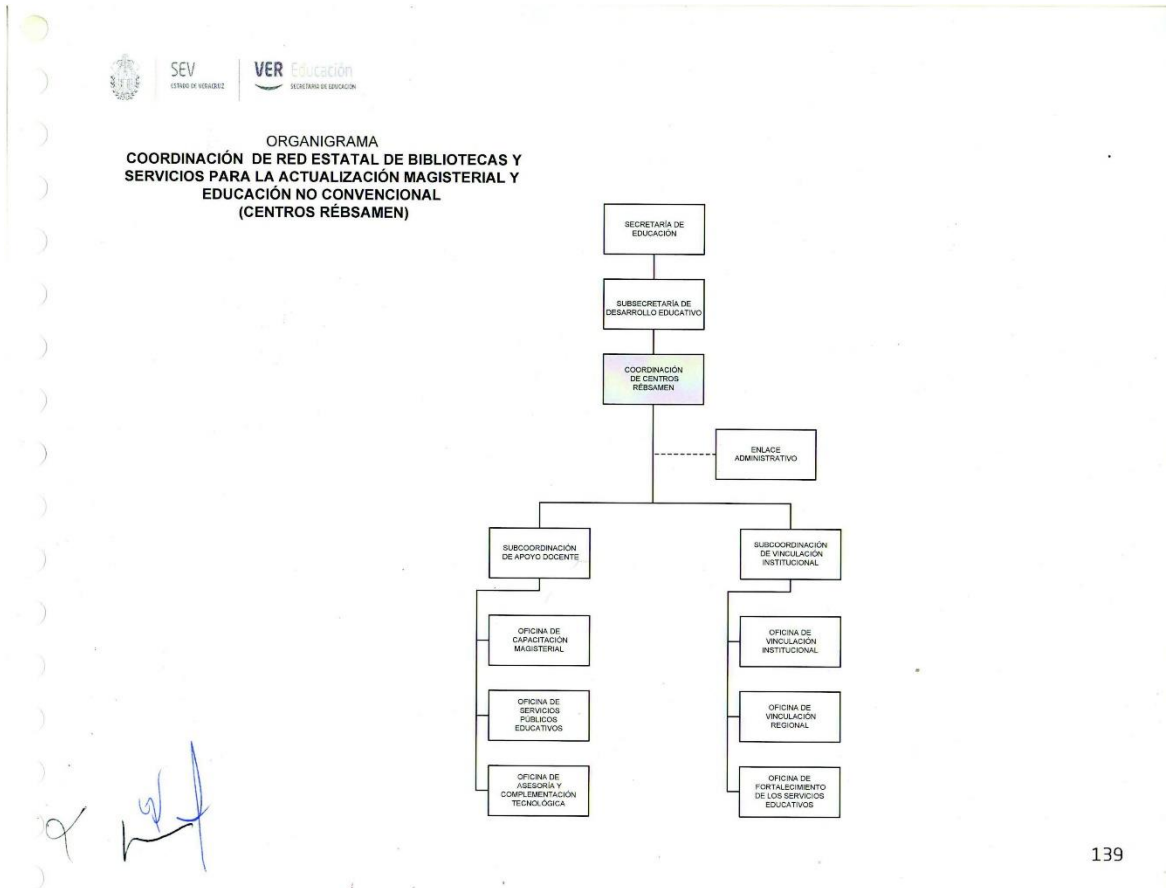 SEV
ESTADO DE VERACRUZ
VER Educación
SECRETARÍA DE EDUCACIÓN
ORGANIGRAMA
COORDINACIÓN DE RED ESTATAL DE BIBLIOTECAS Y
SERVICIOS PARA LA ACTUALIZACIÓN MAGISTERIAL Y
EDUCACIÓN NO CONVENCIONAL
(CENTROS RÉBSAMEN)
SECRETARÍA DE
EDUCACIÓN
SUBSECRETARÍA DE
DESARROLLO EDUCATIVO
COORDINACIÓN
DE CENTROS
RÉBSAMEN
ENLACE
ADMINISTRATIVO
SUBCOORDINACIÓN
DE APOYO DOCENTE
SUBCOORDINACIÓN
DE VINCULACIÓN
INSTITUCIONAL
OFICINA DE
CAPACITACIÓN
MAGISTERIAL
OFICINA DE
VINCULACIÓN
INSTITUCIONAL
OFICINA DE
SERVICIOS
PÚBLICOS
EDUCATIVOS
OFICINA DE
VINCULACIÓN
REGIONAL
OFICINA DE
ASESORÍA Y
COMPLEMENTACIÓN
TECNOLÓGICA
OFICINA DE
FORTALECIMIENTO
DE LOS SERVICIOS
EDUCATIVOS
139